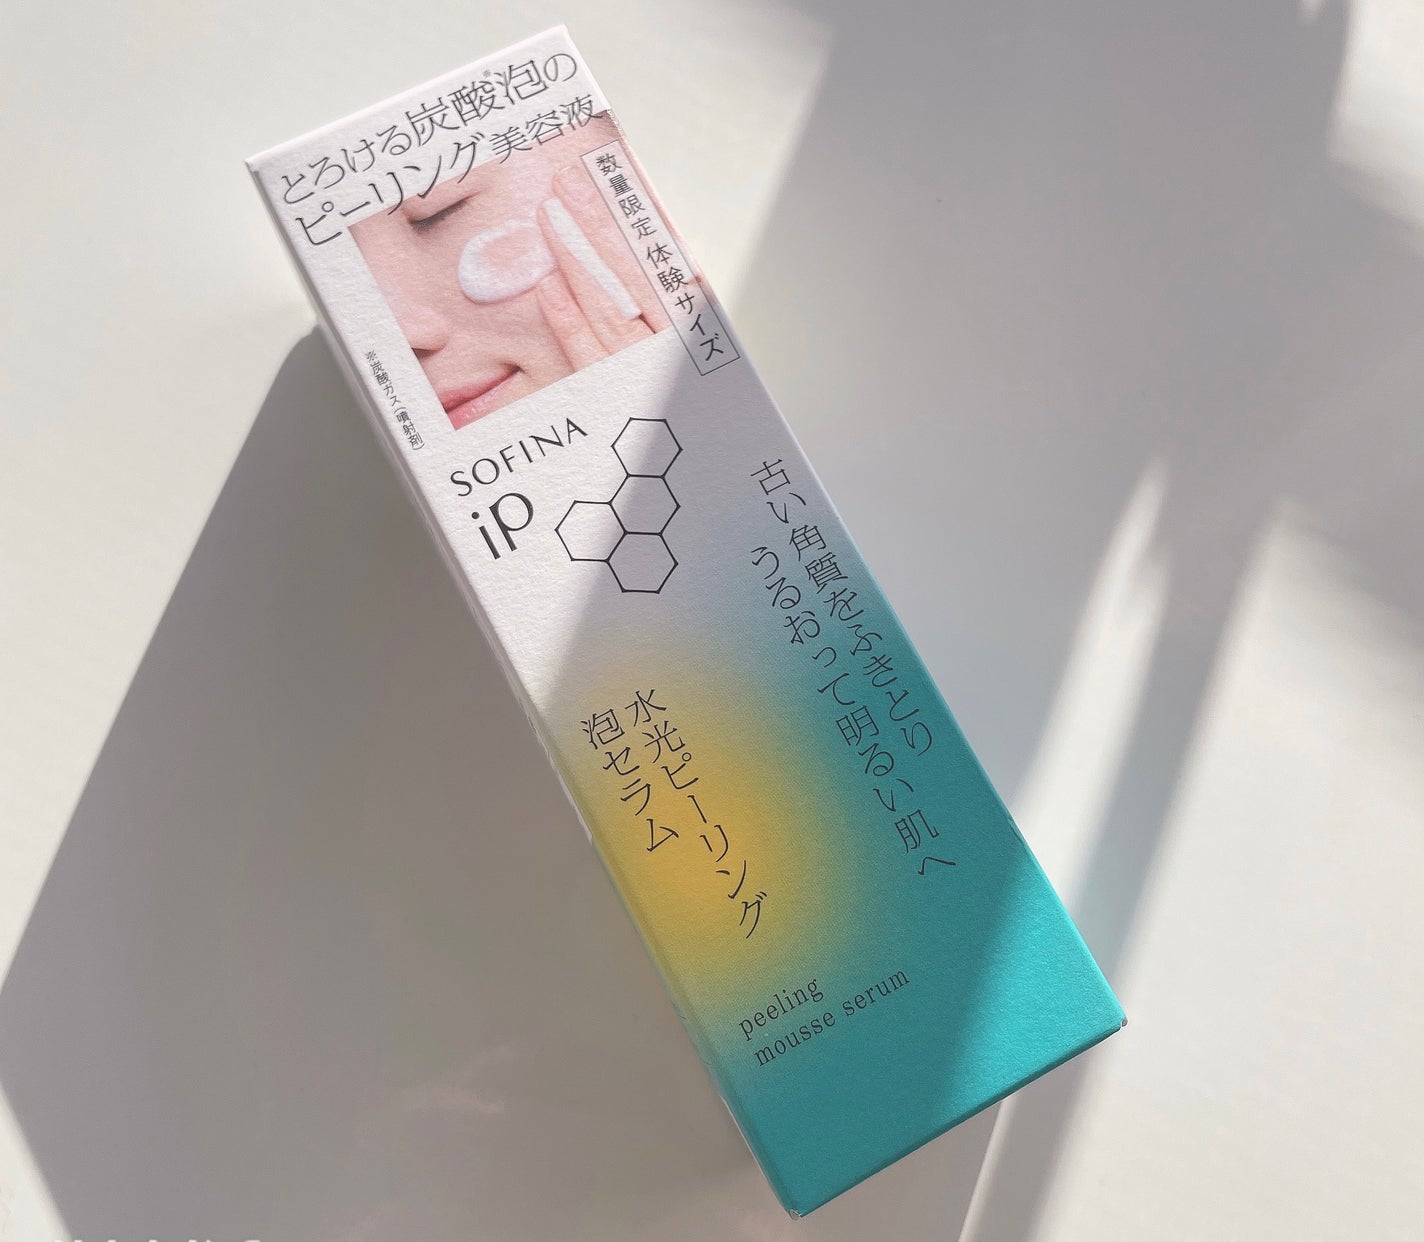 とろける炭酸※泡の
ピーリング美容液
数量限定 体験サイズ
※炭酸ガス(噴射剤)
SOFINA
iP
古い角質をふきとり
うるおって明るい肌へ
水光ピーリング
泡セラム
peeling
mousse serum